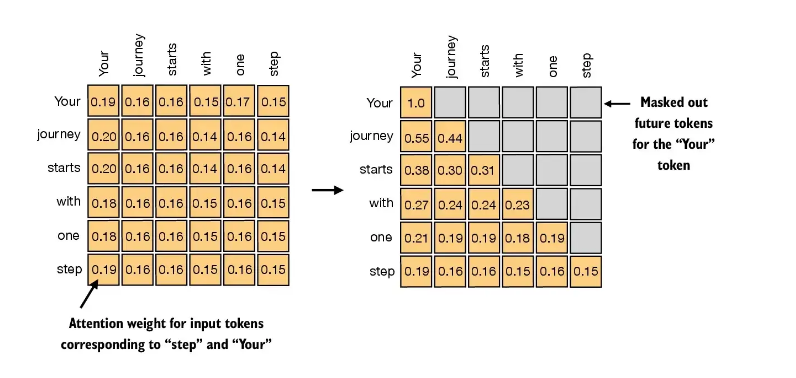 Your journey starts with one step
Your 0.19 0.16 0.16 0.15 0.17 0.15
journey 0.20 0.16 0.16 0.14 0.16 0.14
starts 0.20 0.16 0.16 0.14 0.16 0.14
with 0.18 0.16 0.16 0.15 0.16 0.15
one 0.18 0.16 0.16 0.15 0.16 0.15
step 0.19 0.16 0.16 0.15 0.16 0.15
Attention weight for input tokens
corresponding to “step” and “Your”
Your journey starts with one step
Your 1.0
journey 0.55 0.44
starts 0.38 0.30 0.31
with 0.27 0.24 0.24 0.23
one 0.21 0.19 0.19 0.18 0.19
step 0.19 0.16 0.16 0.15 0.16 0.15
Masked out
future tokens
for the “Your”
token